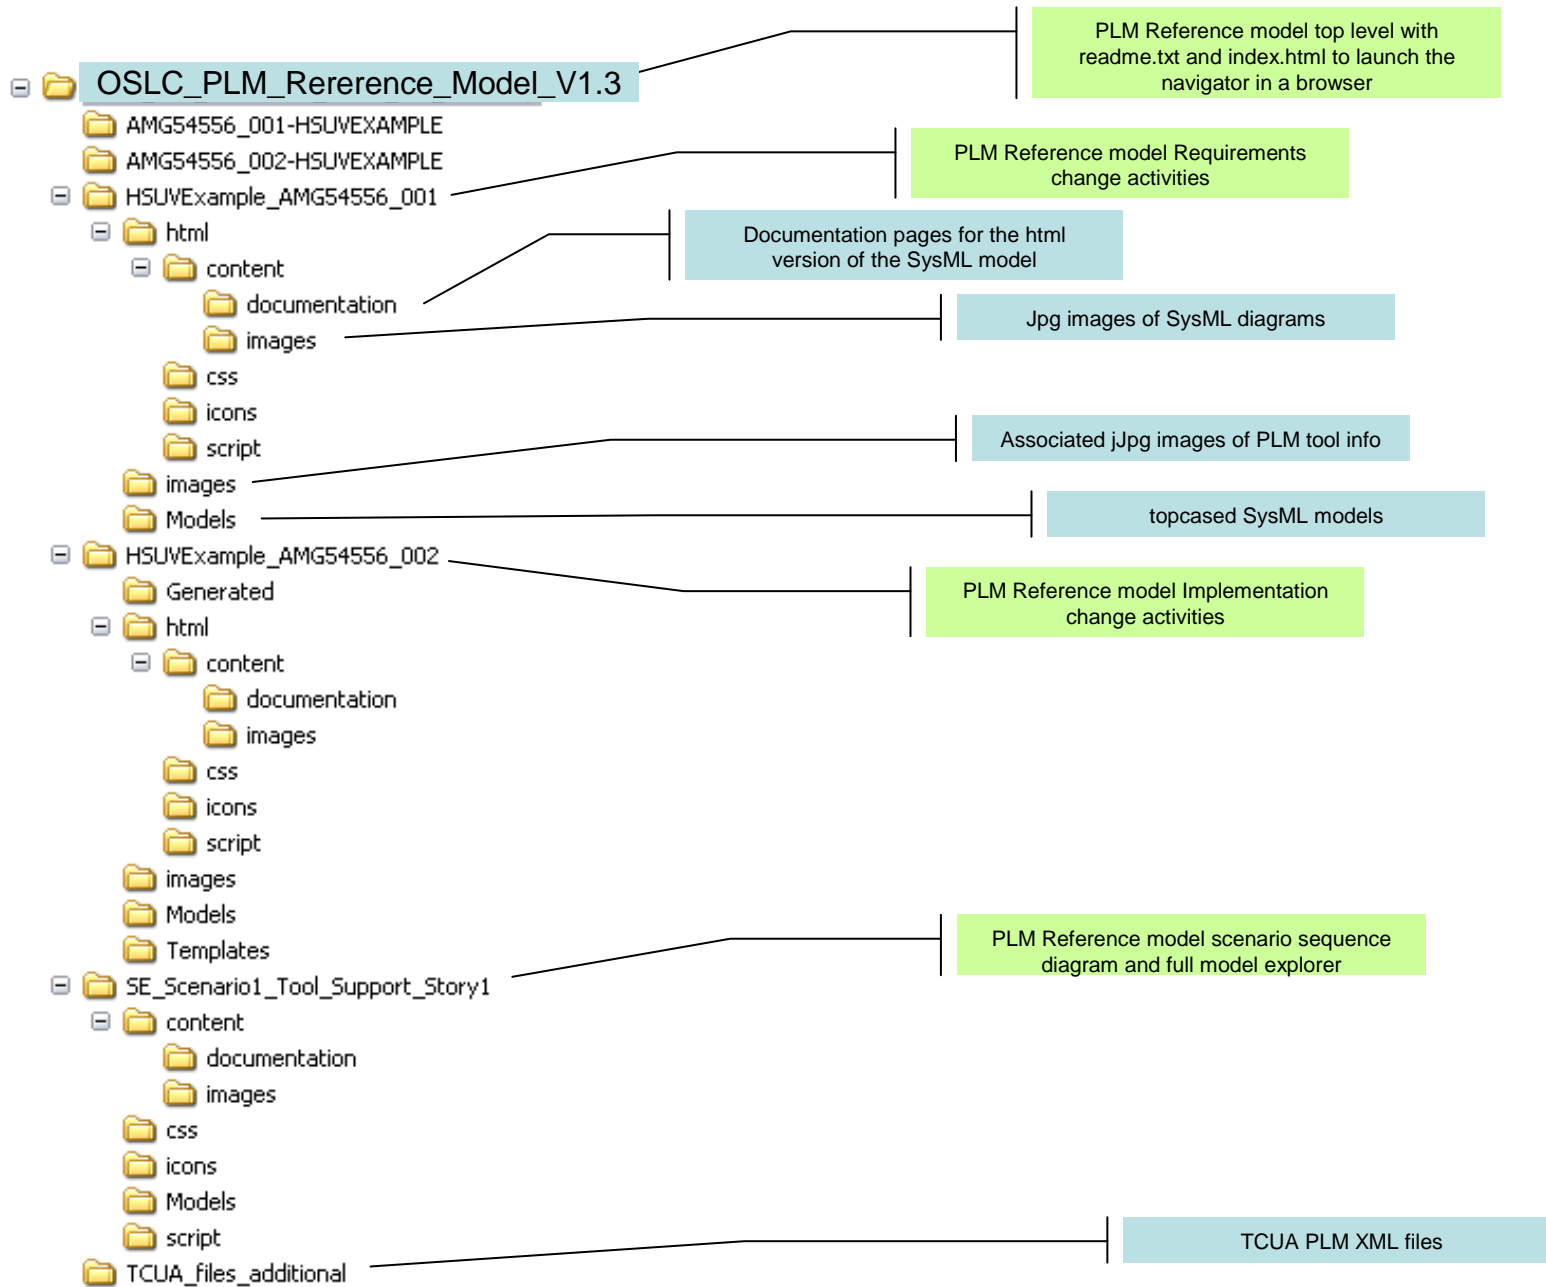 PLM Reference model top level with
readme.txt and index.html to launch the
navigator in a browser
OSLC_PLM_Rererence_Model_V1.3
AMG54556_001-HSUVEXAMPLE
AMG54556_002-HSUVEXAMPLE
PLM Reference model Requirements
change activities
HSUVExample_AMG54556_001
html
Documentation pages for the html
version of the SysML model
content
documentation
Jpg images of SysML diagrams
images
css
icons
Associated jJpg images of PLM tool info
script
images
topcased SysML models
Models
HSUVExample_AMG54556_002
PLM Reference model Implementation
change activities
Generated
html
content
documentation
images
css
icons
script
images
Models
PLM Reference model scenario sequence
diagram and full model explorer
Templates
SE_Scenario1_Tool_Support_Story1
content
documentation
images
css
icons
Models
script
TCUA PLM XML files
TCUA_files_additional